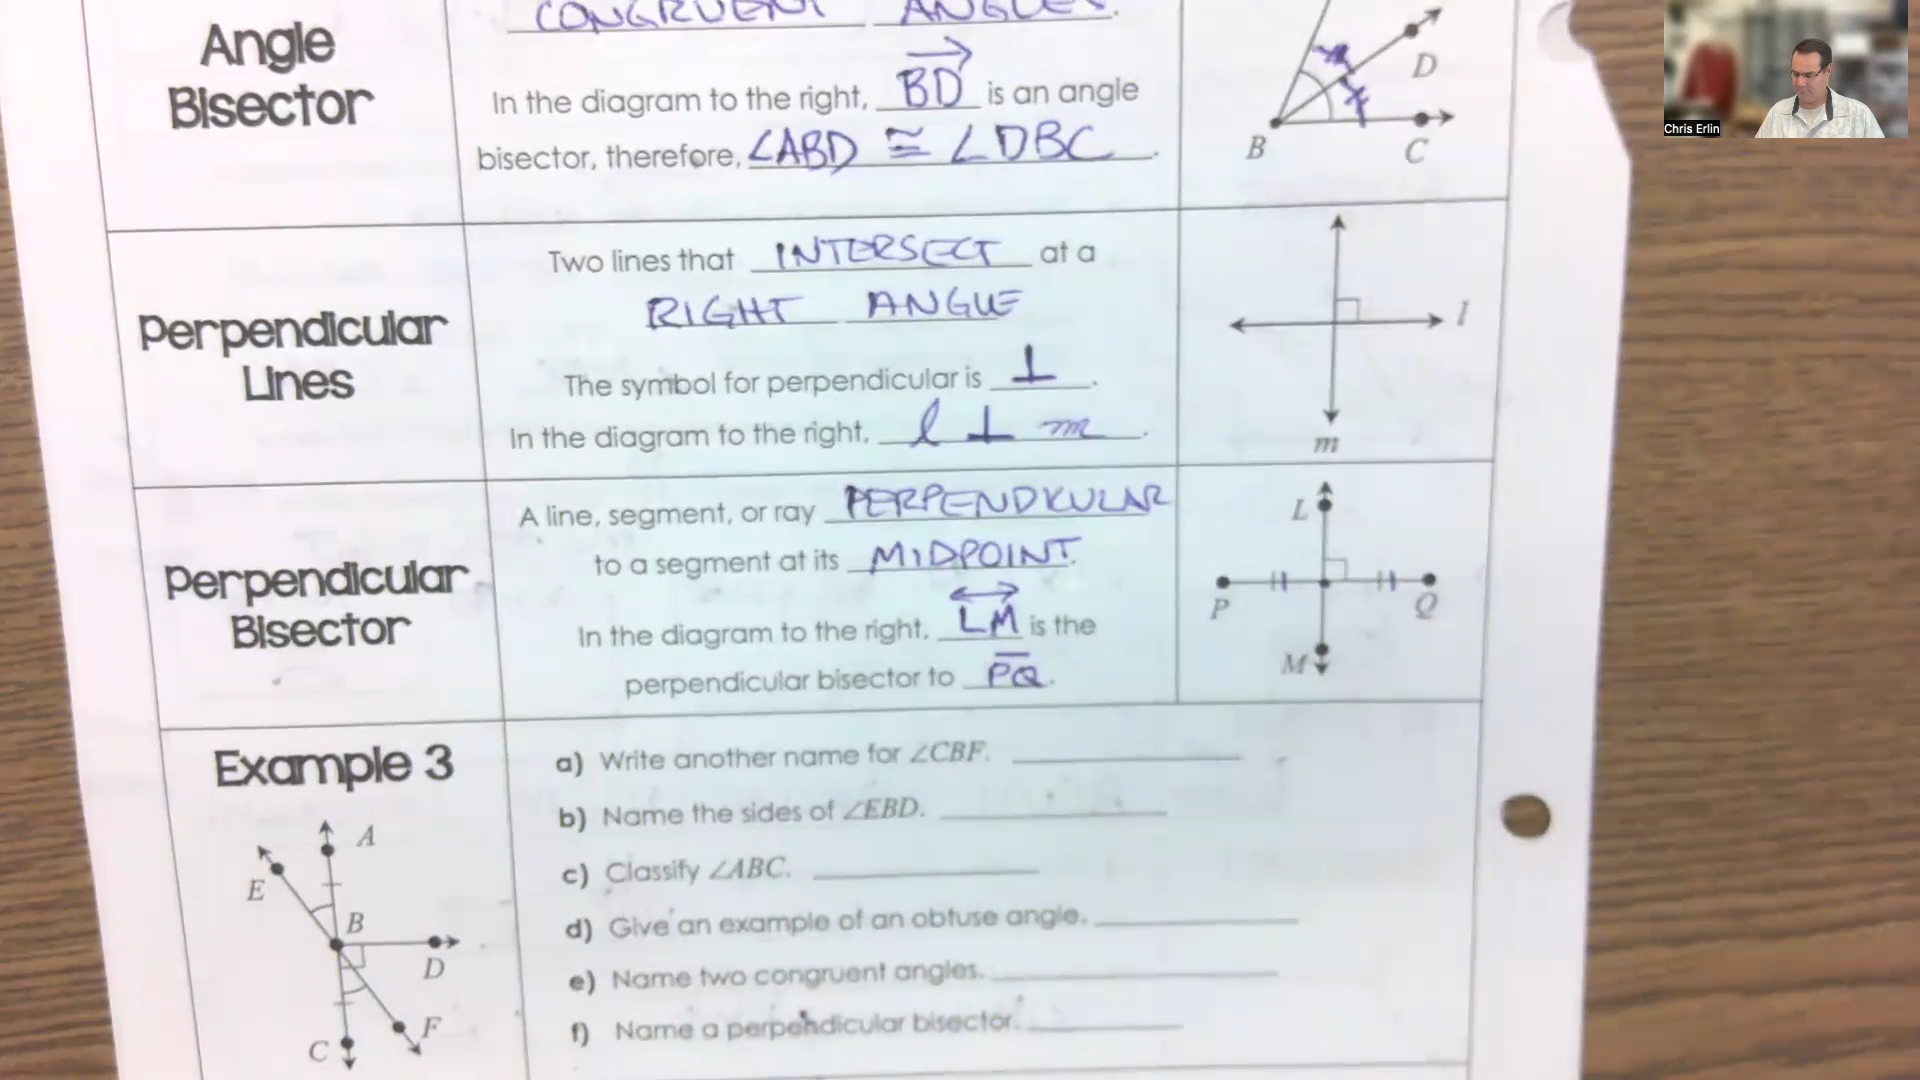 CONGRUENT ANGLES.
Angle
Bisector
In the diagram to the right, BD is an angle
bisector, therefore, ∠ABD ≅ ∠DBC.
D
B
C
Chris Erlin
Perpendicular
Lines
Two lines that INTERSECT at a
RIGHT ANGLE
The symbol for perpendicular is ⊥.
In the diagram to the right, l ⊥ m.
l
m
Perpendicular
Bisector
A line, segment, or ray PERPENDICULAR
to a segment at its MIDPOINT.
In the diagram to the right, LM is the
perpendicular bisector to PQ.
L
P
Q
M
Example 3
A
E
B
D
F
C
a) Write another name for ∠CBF.
b) Name the sides of ∠EBD.
c) Classify ∠ABC.
d) Give an example of an obtuse angle.
e) Name two congruent angles.
f) Name a perpendicular bisector.